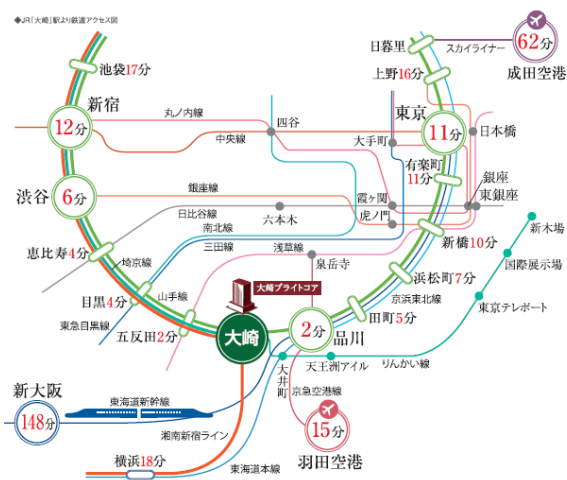 ◆JR「大崎」駅より鉄道アクセス図
日暮里
スカイライナー
62分
成田空港
池袋17分
上野16分
新宿
12分
丸ノ内線
中央線
四谷
東京
11分
大手町
日本橋
有楽町
11分
渋谷
6分
銀座線
日比谷線
六本木
南北線
三田線
霞ヶ関
虎ノ門
銀座
東銀座
新橋10分
新木場
恵比寿4分
埼京線
浅草線
泉岳寺
国際展示場
浜松町7分
京浜東北線
目黒4分
山手線
大崎ブライトコア
東京テレポート
東急目黒線
五反田2分
大崎
2分
品川
田町5分
大井町
天王洲アイル
りんかい線
新大阪
148分
東海道新幹線
京急空港線
湘南新宿ライン
15分
羽田空港
横浜18分
東海道本線